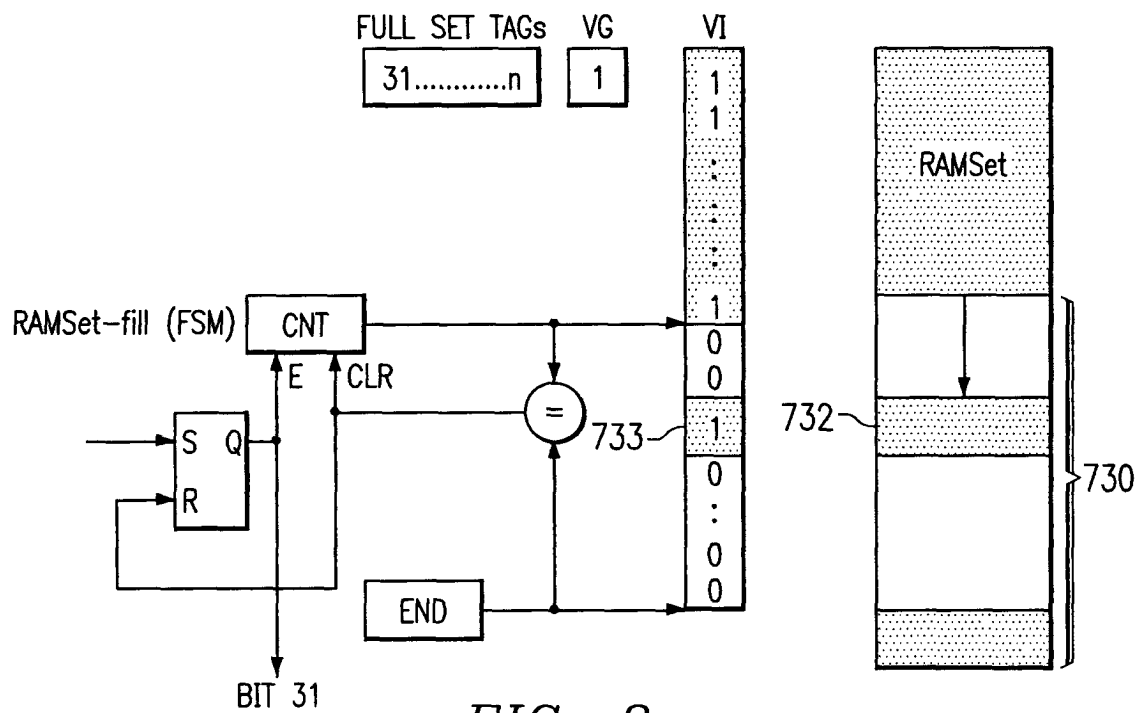 FULL SET TAGs VG VI
31............n 1
1
1
.
.
.
.
.
1
0
0
1
0
:
0
0
RAMSet
RAMSet-fill (FSM) CNT
E CLR
=
733
732
730
S Q
R
END
BIT 31